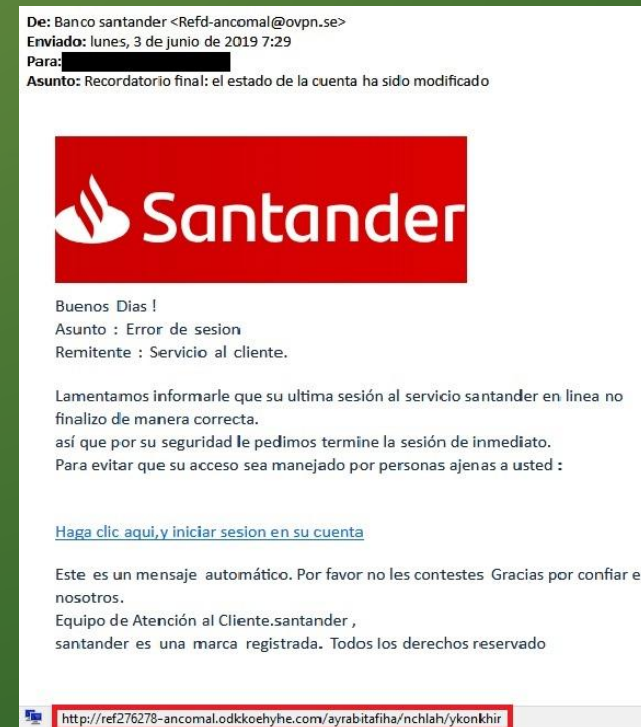 De: Banco santander <Refd-ancomal@ovpn.se>
Enviado: lunes, 3 de junio de 2019 7:29
Para:
Asunto: Recordatorio final: el estado de la cuenta ha sido modificado
Santander
Buenos Dias !
Asunto : Error de sesion
Remitente : Servicio al cliente.
Lamentamos informarle que su ultima sesión al servicio santander en linea no
finalizo de manera correcta.
así que por su seguridad le pedimos termine la sesión de inmediato.
Para evitar que su acceso sea manejado por personas ajenas a usted :
Haga clic aqui,y iniciar sesion en su cuenta
Este es un mensaje automático. Por favor no les contestes Gracias por confiar e
nosotros.
Equipo de Atención al Cliente.santander ,
santander es una marca registrada. Todos los derechos reservado
http://ref276278-ancomal.odkkoehyhe.com/ayrabitafiha/nchlah/ykonkhir